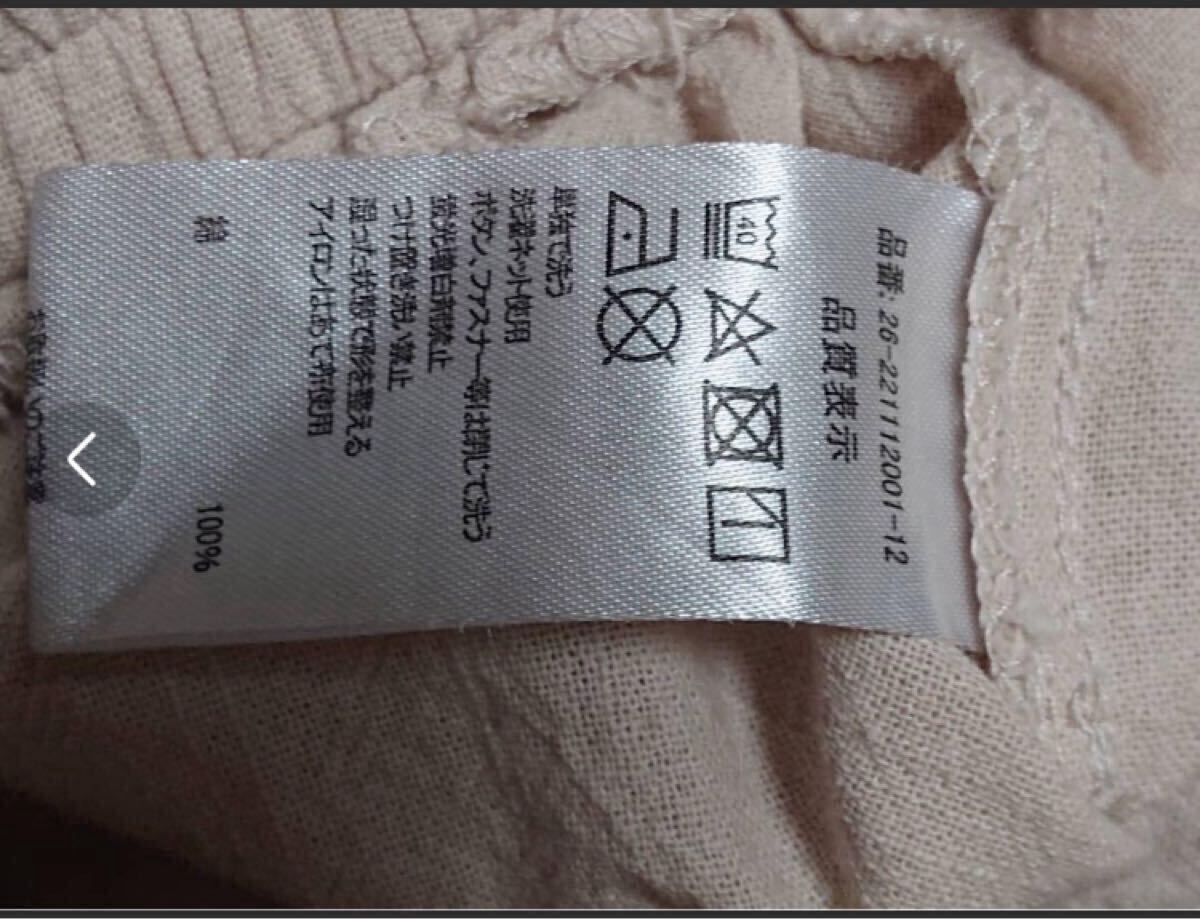 品番: 26-221112001-12
品質表示
40
単独で洗う
洗濯ネット使用
ボタン、ファスナー等は閉じて洗う
蛍光増白剤禁止
つけ置き洗い禁止
湿った状態で形を整える
アイロンはあて布使用
綿 100%